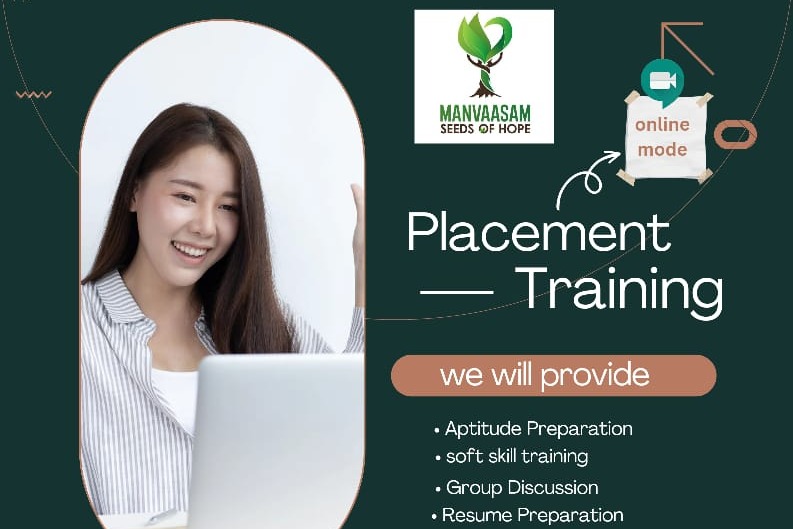 MANVAASAM
SEEDS OF HOPE
online
mode
Placement
Training
we will provide
• Aptitude Preparation
• soft skill training
• Group Discussion
• Resume Preparation